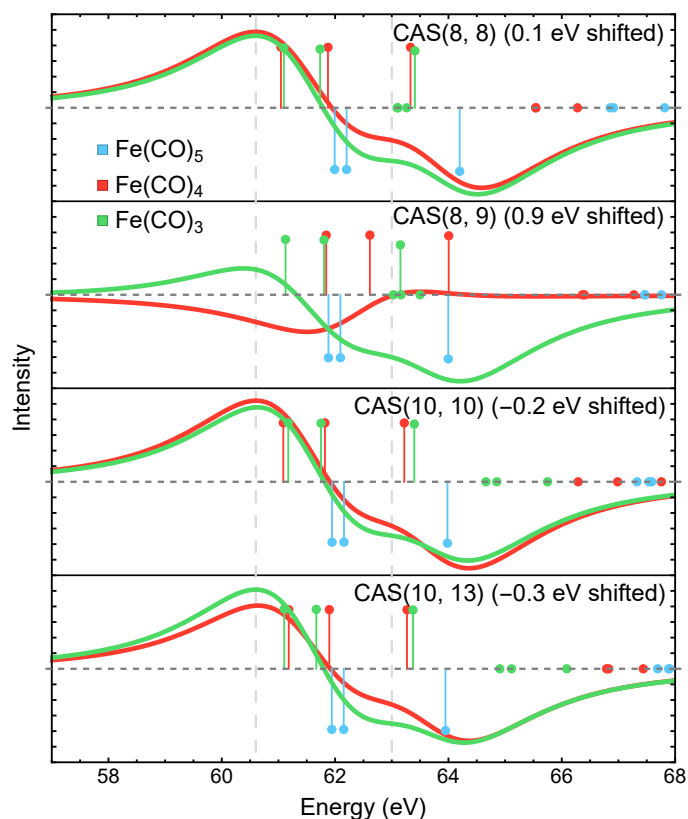 CAS(8, 8) (0.1 eV shifted)
Fe(CO)5
Fe(CO)4
Fe(CO)3
CAS(8, 9) (0.9 eV shifted)
Intensity
CAS(10, 10) (−0.2 eV shifted)
CAS(10, 13) (−0.3 eV shifted)
58 60 62 64 66 68
Energy (eV)